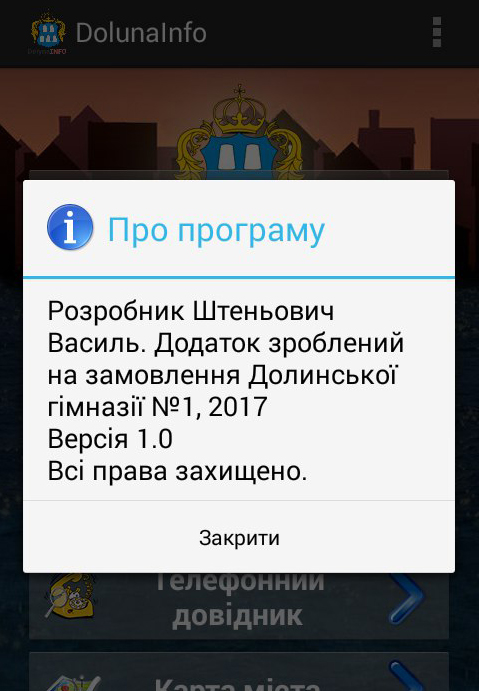 DolunaInfo
Про програму
Розробник Штеньович
Василь. Додаток зроблений
на замовлення Долинської
гімназії №1, 2017
Версія 1.0
Всі права захищено.
Закрити
Телефонний
довідник
Карта міста